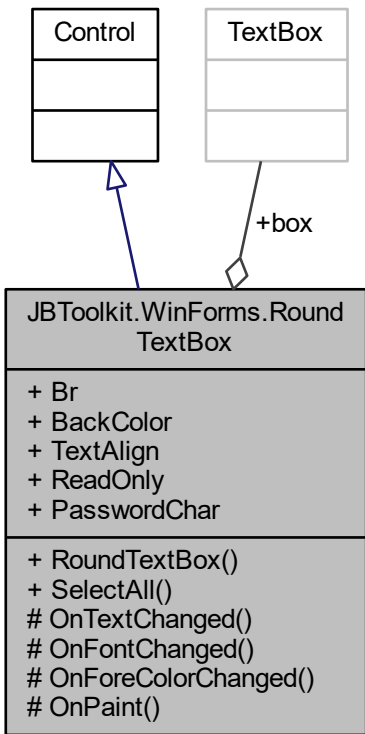 Control
TextBox
+box
JBToolkit.WinForms.Round
TextBox
+ Br
+ BackColor
+ TextAlign
+ ReadOnly
+ PasswordChar
+ RoundTextBox()
+ SelectAll()
# OnTextChanged()
# OnFontChanged()
# OnForeColorChanged()
# OnPaint()